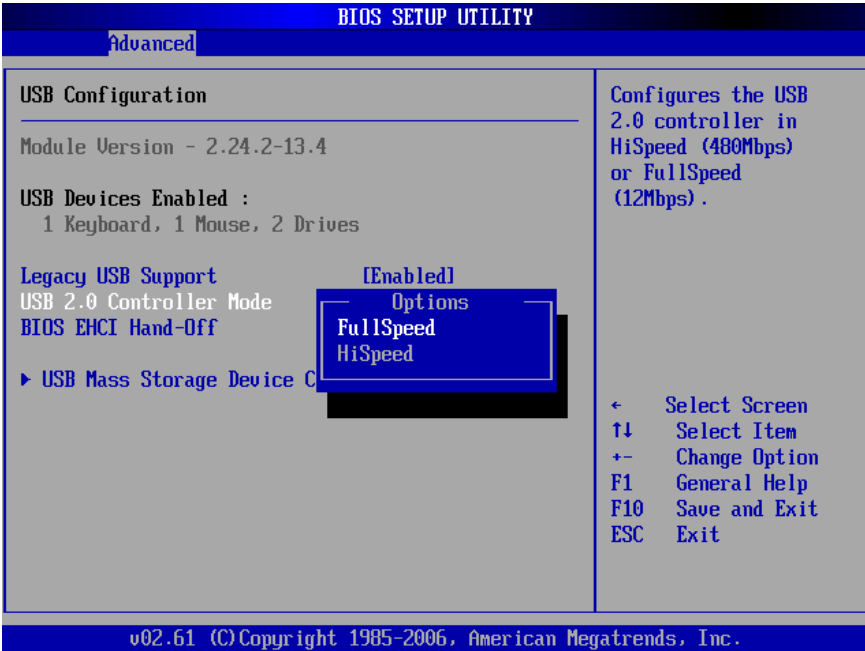 BIOS SETUP UTILITY
Advanced
USB Configuration
Module Version - 2.24.2-13.4
USB Devices Enabled :
1 Keyboard, 1 Mouse, 2 Drives
Legacy USB Support [Enabled]
USB 2.0 Controller Mode
BIOS EHCI Hand-Off
USB Mass Storage Device C
Options
FullSpeed
HiSpeed
Configures the USB
2.0 controller in
HiSpeed (480Mbps)
or FullSpeed
(12Mbps).
← Select Screen
↑↓ Select Item
+- Change Option
F1 General Help
F10 Save and Exit
ESC Exit
v02.61 (C)Copyright 1985-2006, American Megatrends, Inc.